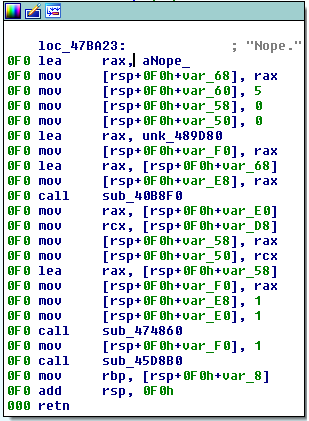 loc_47BA23: ; "Nope."
0F0 lea rax, aNope_
0F0 mov [rsp+0F0h+var_68], rax
0F0 mov [rsp+0F0h+var_60], 5
0F0 mov [rsp+0F0h+var_58], 0
0F0 mov [rsp+0F0h+var_50], 0
0F0 lea rax, unk_489D80
0F0 mov [rsp+0F0h+var_F0], rax
0F0 lea rax, [rsp+0F0h+var_68]
0F0 mov [rsp+0F0h+var_E8], rax
0F0 call sub_40B8F0
0F0 mov rax, [rsp+0F0h+var_E0]
0F0 mov rcx, [rsp+0F0h+var_D8]
0F0 mov [rsp+0F0h+var_58], rax
0F0 mov [rsp+0F0h+var_50], rcx
0F0 lea rax, [rsp+0F0h+var_58]
0F0 mov [rsp+0F0h+var_F0], rax
0F0 mov [rsp+0F0h+var_E8], 1
0F0 mov [rsp+0F0h+var_E0], 1
0F0 call sub_474860
0F0 mov [rsp+0F0h+var_F0], 1
0F0 call sub_45D8B0
0F0 mov rbp, [rsp+0F0h+var_8]
0F0 add rsp, 0F0h
000 retn